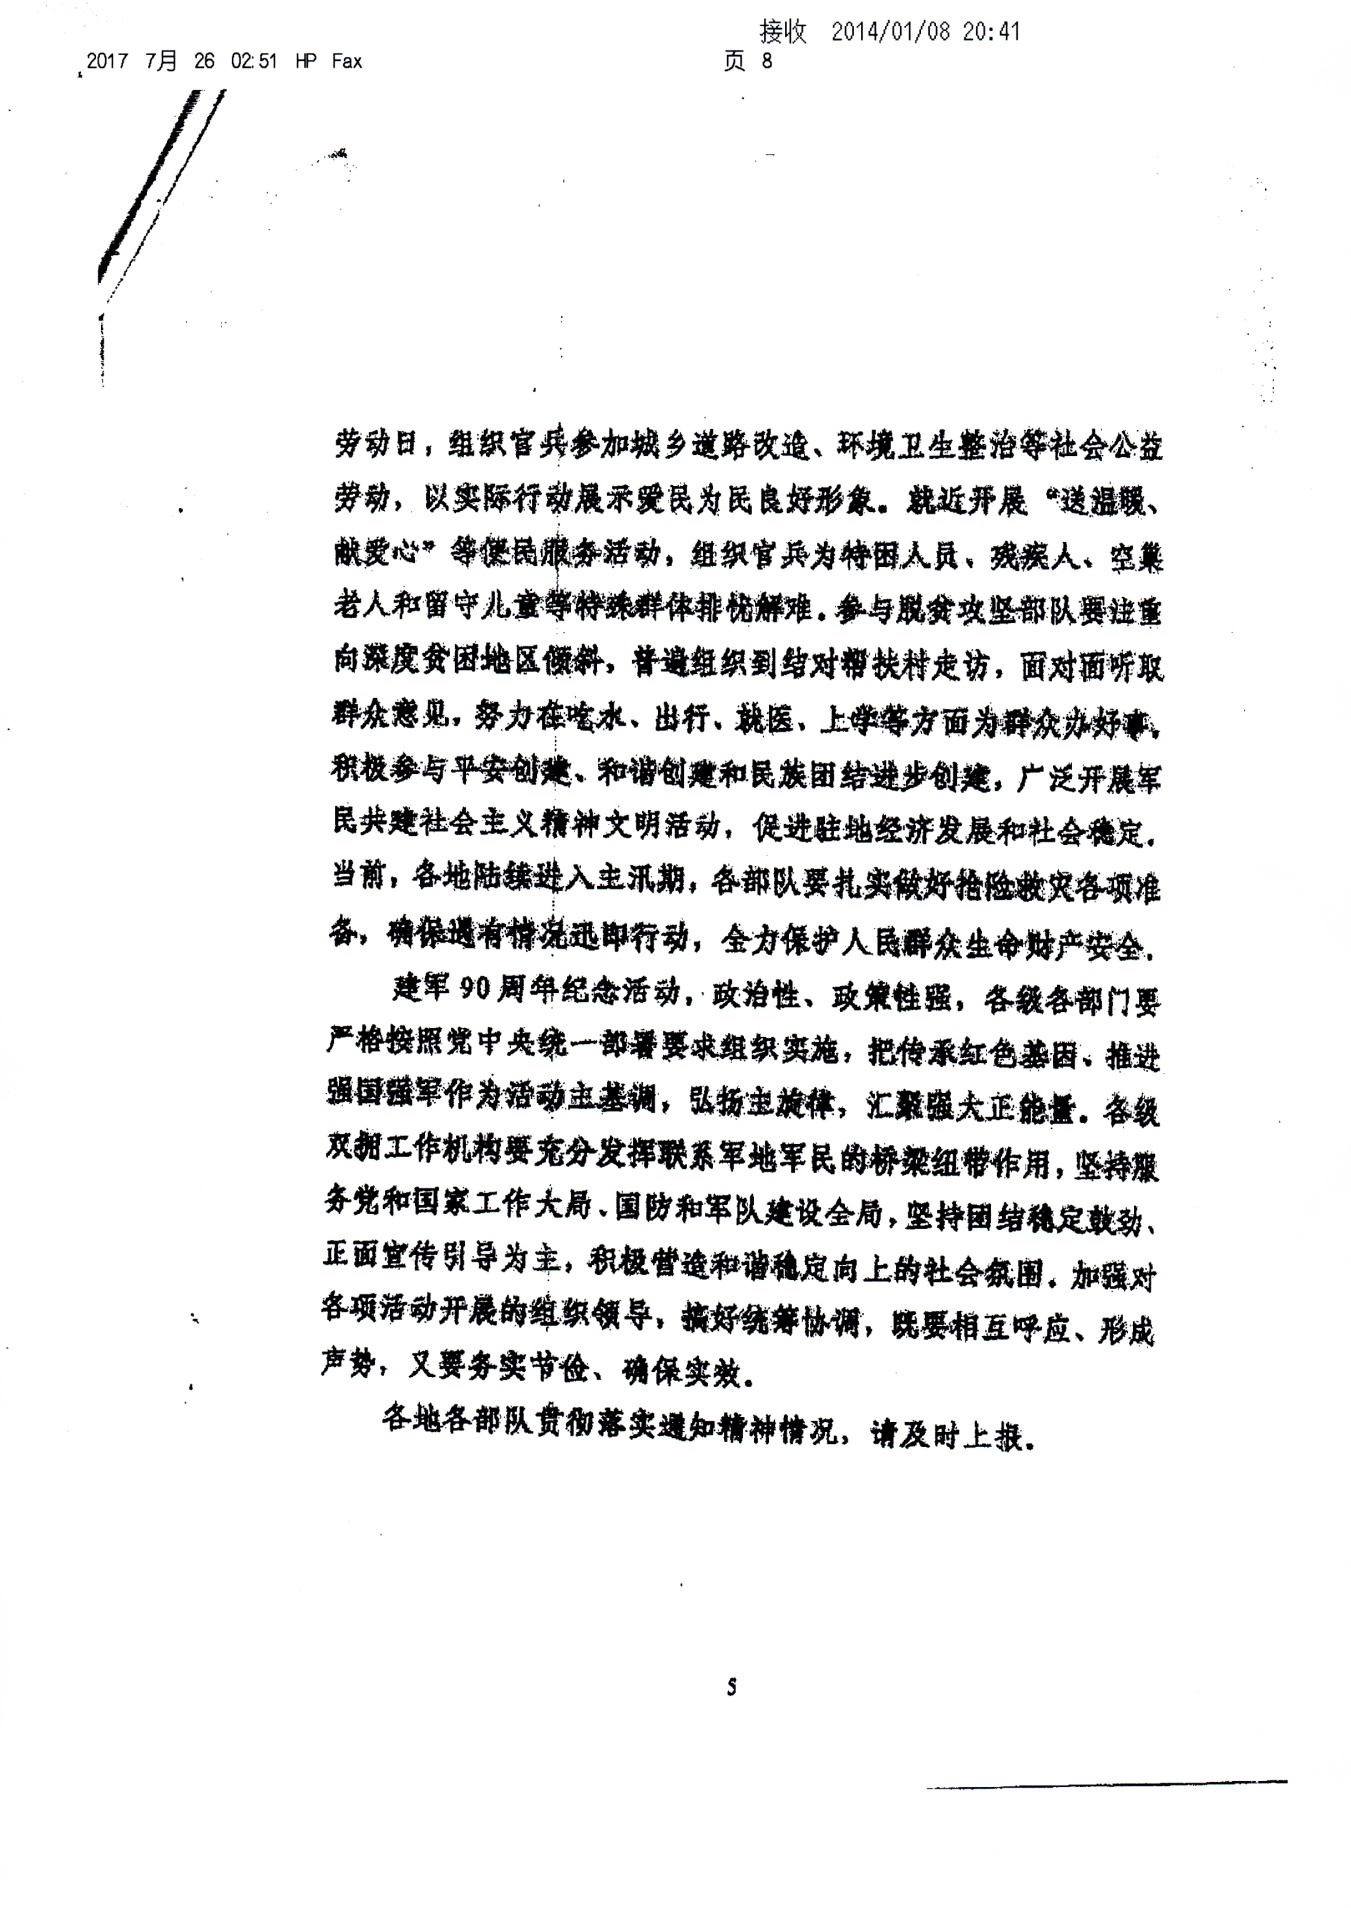 接收 2014/01/08 20:41
2017 7月 26 02:51 HP Fax 页 8
劳动日，组织官兵参加城乡道路改造、环境卫生整治等社会公益
劳动，以实际行动展示爱民为民良好形象。就近开展“送温暖、
献爱心”等便民服务活动，组织官兵为特困人员、残疾人、空巢
老人和留守儿童等特殊群体排忧解难。参与脱贫攻坚部队要注重
向深度贫困地区倾斜，普遍组织到结对帮扶村走访，面对面听取
群众意见，努力在吃水、出行、就医、上学等方面为群众办好事。
积极参与平安创建、和谐创建和民族团结进步创建，广泛开展军
民共建社会主义精神文明活动，促进驻地经济发展和社会稳定。
当前，各地陆续进入主汛期，各部队要扎实做好抢险救灾各项准
备，确保遇有情况迅即行动，全力保护人民群众生命财产安全。
建军90周年纪念活动，政治性、政策性强，各级各部门要
严格按照党中央统一部署要求组织实施，把传承红色基因、推进
强国强军作为活动主基调，弘扬主旋律，汇聚强大正能量。各级
双拥工作机构要充分发挥联系军地军民的桥梁纽带作用，坚持服
务党和国家工作大局、国防和军队建设全局，坚持团结稳定鼓劲、
正面宣传引导为主，积极营造和谐稳定向上的社会氛围。加强对
各项活动开展的组织领导，搞好统筹协调，既要相互呼应、形成
声势，又要务实节俭、确保实效。
各地各部队贯彻落实通知精神情况，请及时上报。
5